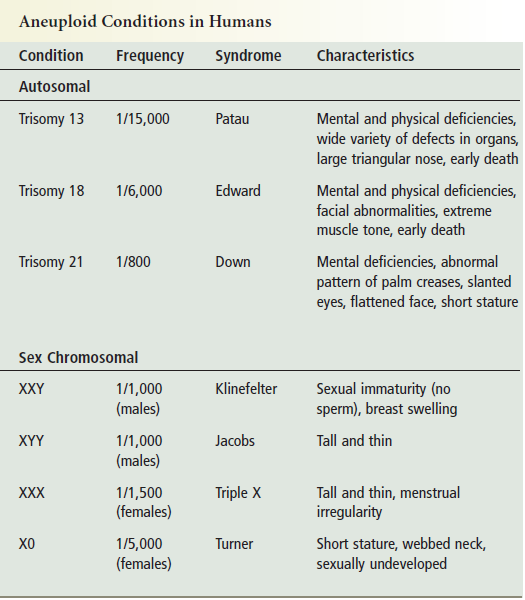 Aneuploid Conditions in Humans
Condition Frequency Syndrome Characteristics
Autosomal
Trisomy 13 1/15,000 Patau Mental and physical deficiencies,
wide variety of defects in organs,
large triangular nose, early death
Trisomy 18 1/6,000 Edward Mental and physical deficiencies,
facial abnormalities, extreme
muscle tone, early death
Trisomy 21 1/800 Down Mental deficiencies, abnormal
pattern of palm creases, slanted
eyes, flattened face, short stature
Sex Chromosomal
XXY 1/1,000 Klinefelter Sexual immaturity (no
(males) sperm), breast swelling
XYY 1/1,000 Jacobs Tall and thin
(males)
XXX 1/1,500 Triple X Tall and thin, menstrual
(females) irregularity
X0 1/5,000 Turner Short stature, webbed neck,
(females) sexually undeveloped